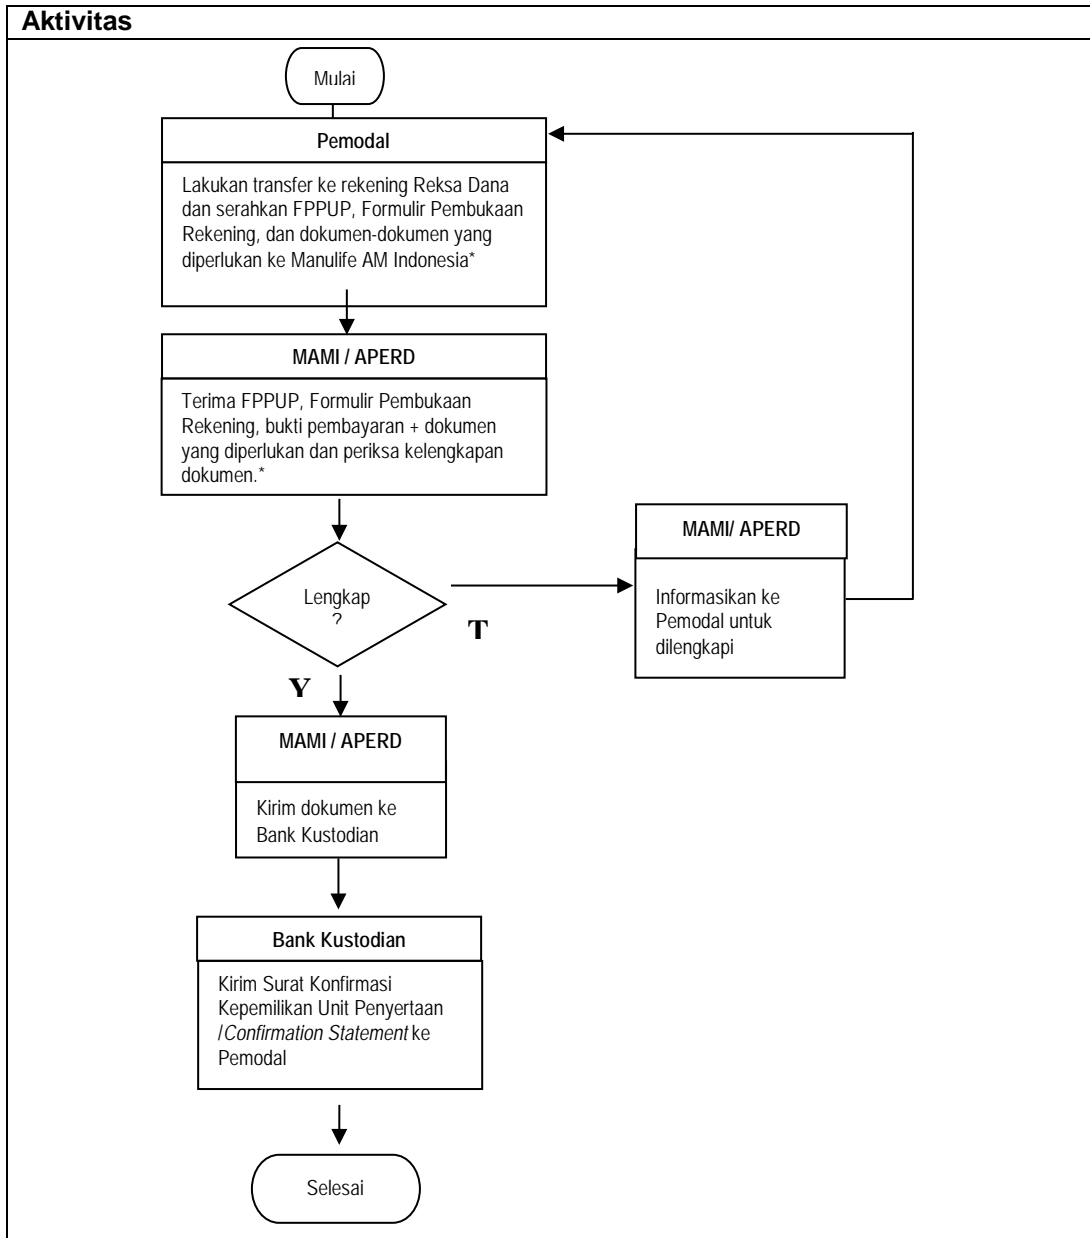 Aktivitas
Mulai
Pemodal
Lakukan transfer ke rekening Reksa Dana
dan serahkan FPPUP, Formulir Pembukaan
Rekening, dan dokumen-dokumen yang
diperlukan ke Manulife AM Indonesia*
MAMI / APERD
Terima FPPUP, Formulir Pembukaan
Rekening, bukti pembayaran + dokumen
yang diperlukan dan periksa kelengkapan
dokumen.*
Lengkap
?
T
MAMI/ APERD
Informasikan ke
Pemodal untuk
dilengkapi
Y
MAMI / APERD
Kirim dokumen ke
Bank Kustodian
Bank Kustodian
Kirim Surat Konfirmasi
Kepemilikan Unit Penyertaan
/Confirmation Statement ke
Pemodal
Selesai